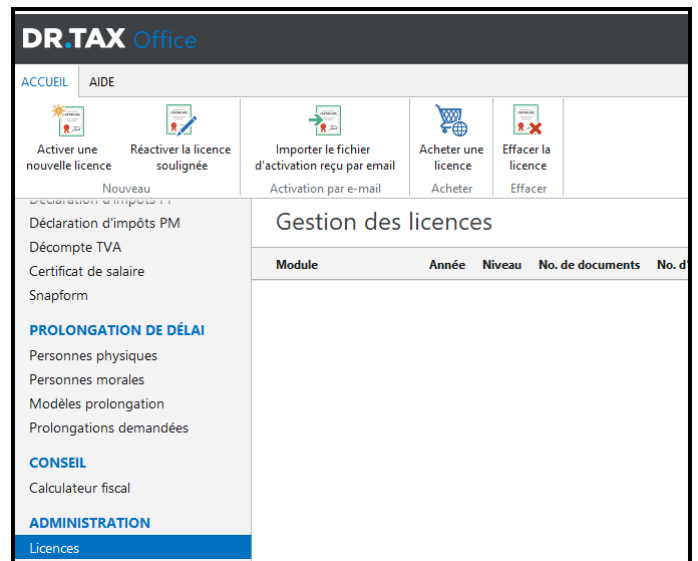 DR.TAX Office
ACCUEIL AIDE
Activer une nouvelle licence
Réactiver la licence soulignée
Importer le fichier d'activation reçu par email
Acheter une licence
Effacer la licence
Nouveau
Activation par e-mail
Acheter
Effacer
Déclaration d'impôts PM
Décompte TVA
Certificat de salaire
Snapform
PROLONGATION DE DÉLAI
Personnes physiques
Personnes morales
Modèles prolongation
Prolongations demandées
CONSEIL
Calculateur fiscal
ADMINISTRATION
Licences
Gestion des licences
Module Année Niveau No. de documents No. d'